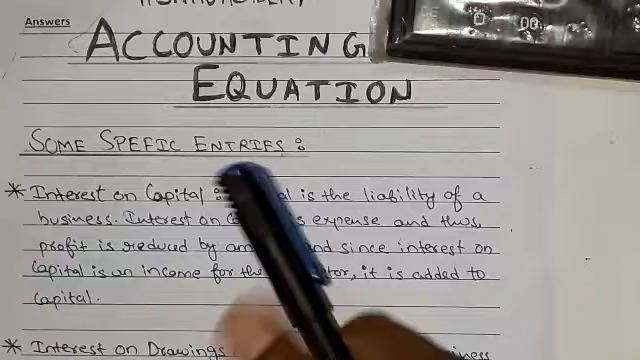 Answers
ACCOUNTING
EQUATION
SOME SPEFIC ENTRIES :
* Interest on Capital : is the liability of a
business. Interest on is expense and thus,
profit is reduced by and since interest on
Capital is an income for the it is added to
Capital.
* Interest on Drawings